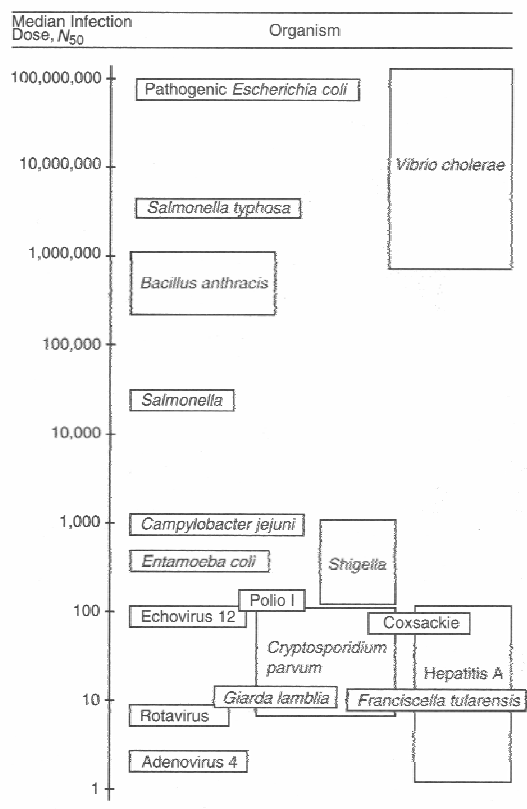 Median Infection
Dose, N50
Organism
100,000,000
Pathogenic Escherichia coli
10,000,000
Vibrio cholerae
Salmonella typhosa
1,000,000
Bacillus anthracis
100,000
Salmonella
10,000
1,000
Campylobacter jejuni
Entamoeba coli
Shigella
Polio I
100
Echovirus 12
Coxsackie
Cryptosporidium
parvum
Hepatitis A
10
Giarda lamblia
Franciscella tularensis
Rotavirus
Adenovirus 4
1